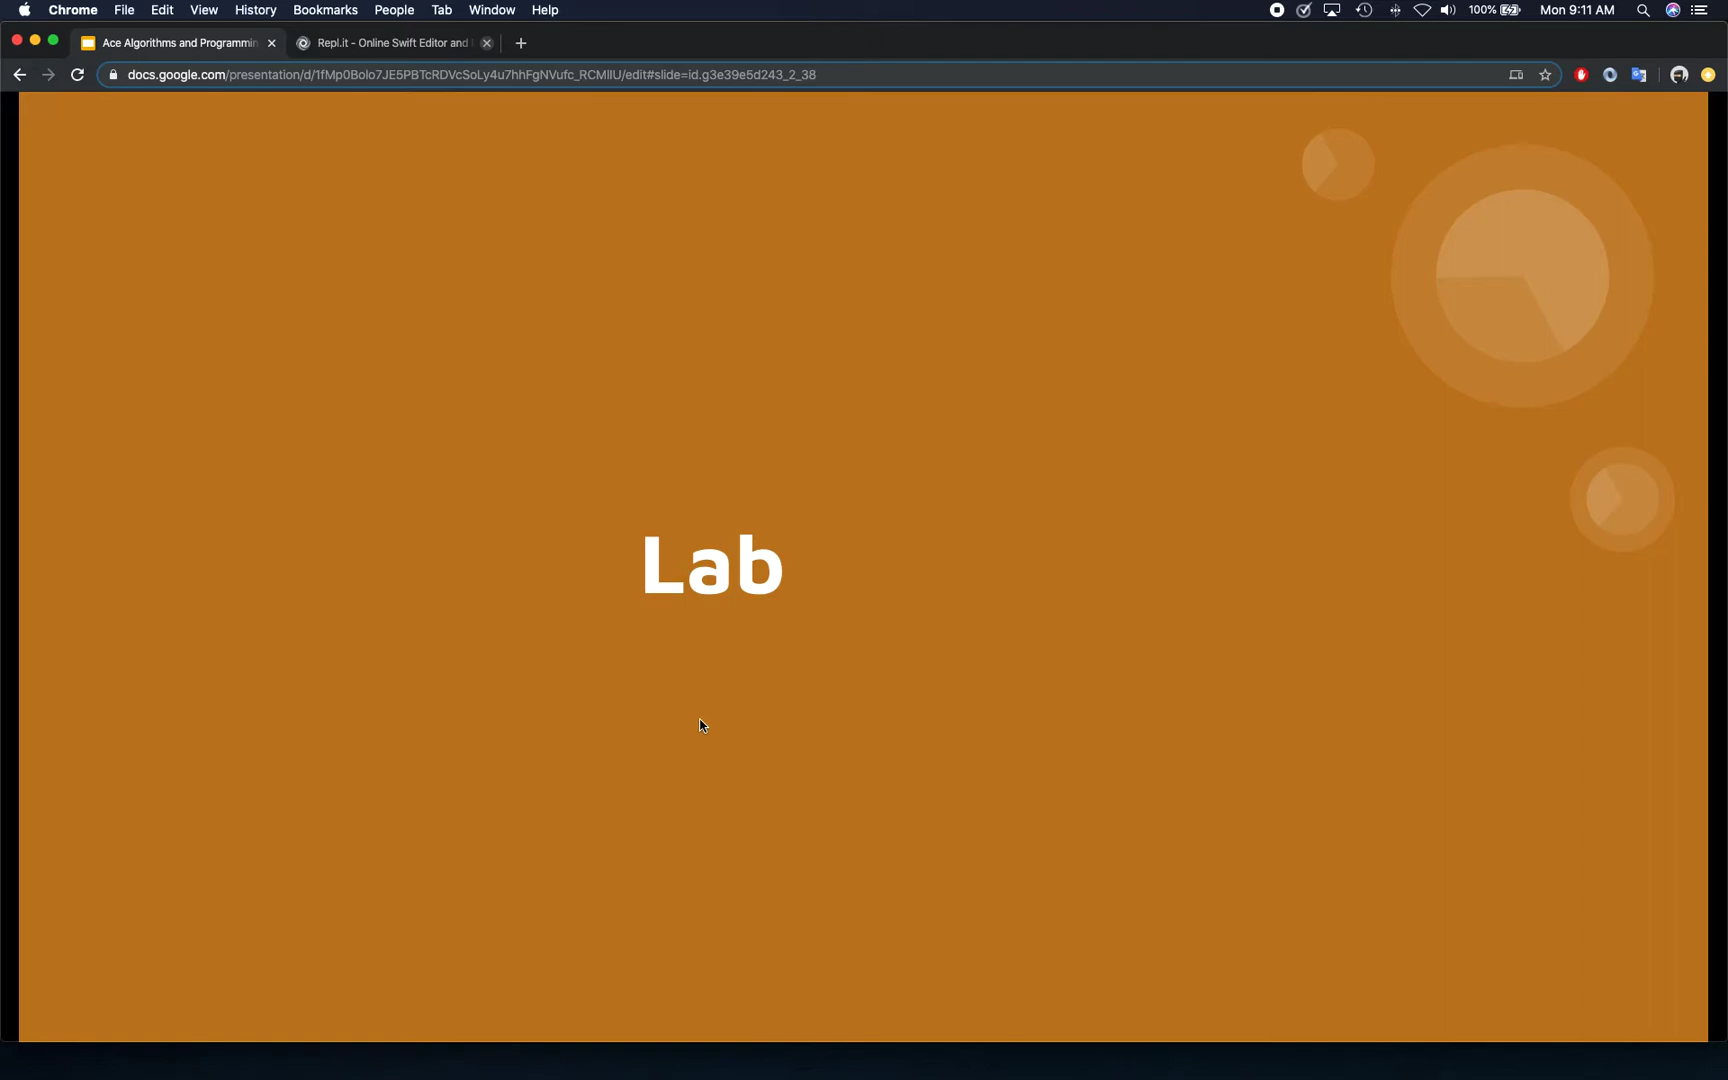 Chrome File Edit View History Bookmarks People Tab Window Help 100% Mon 9:11 AM
Ace Algorithms and Programmin Repl.it - Online Swift Editor and
docs.google.com/presentation/d/1fMp0Bolo7JE5PBTcRDVcSoLy4u7hhFgNVufc_RCMIlU/edit#slide=id.g3e39e5d243_2_38
Lab